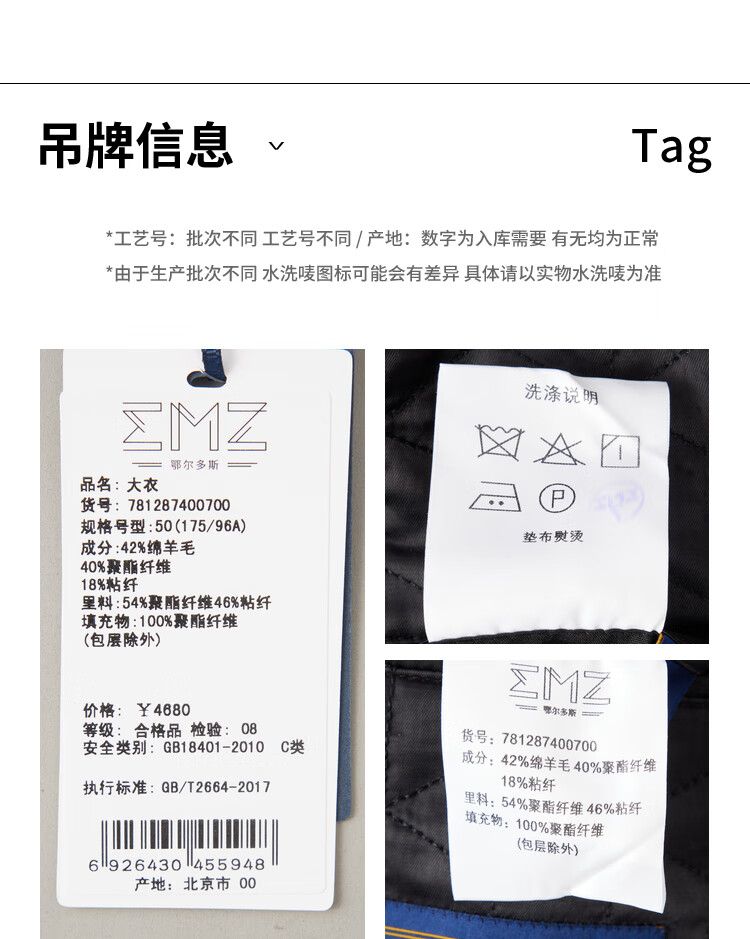 吊牌信息
Tag
*工艺号：批次不同 工艺号不同 / 产地：数字为入库需要 有无均为正常
*由于生产批次不同 水洗唛图标可能会有差异 具体请以实物水洗唛为准
EMZ
鄂尔多斯
品名: 大衣
货号: 781287400700
规格号型:50(175/96A)
成分:42%绵羊毛
40%聚酯纤维
18%粘纤
里料:54%聚酯纤维46%粘纤
填充物:100%聚酯纤维
(包层除外)
价格: ￥4680
等级: 合格品 检验: 08
安全类别: GB18401-2010 C类
执行标准: GB/T2664-2017
6 926430 455948
产地: 北京市 00
洗涤说明
P
垫布熨烫
EMZ
鄂尔多斯
货号: 781287400700
成分: 42%绵羊毛 40%聚酯纤维
18%粘纤
里料: 54%聚酯纤维 46%粘纤
填充物: 100%聚酯纤维
(包层除外)